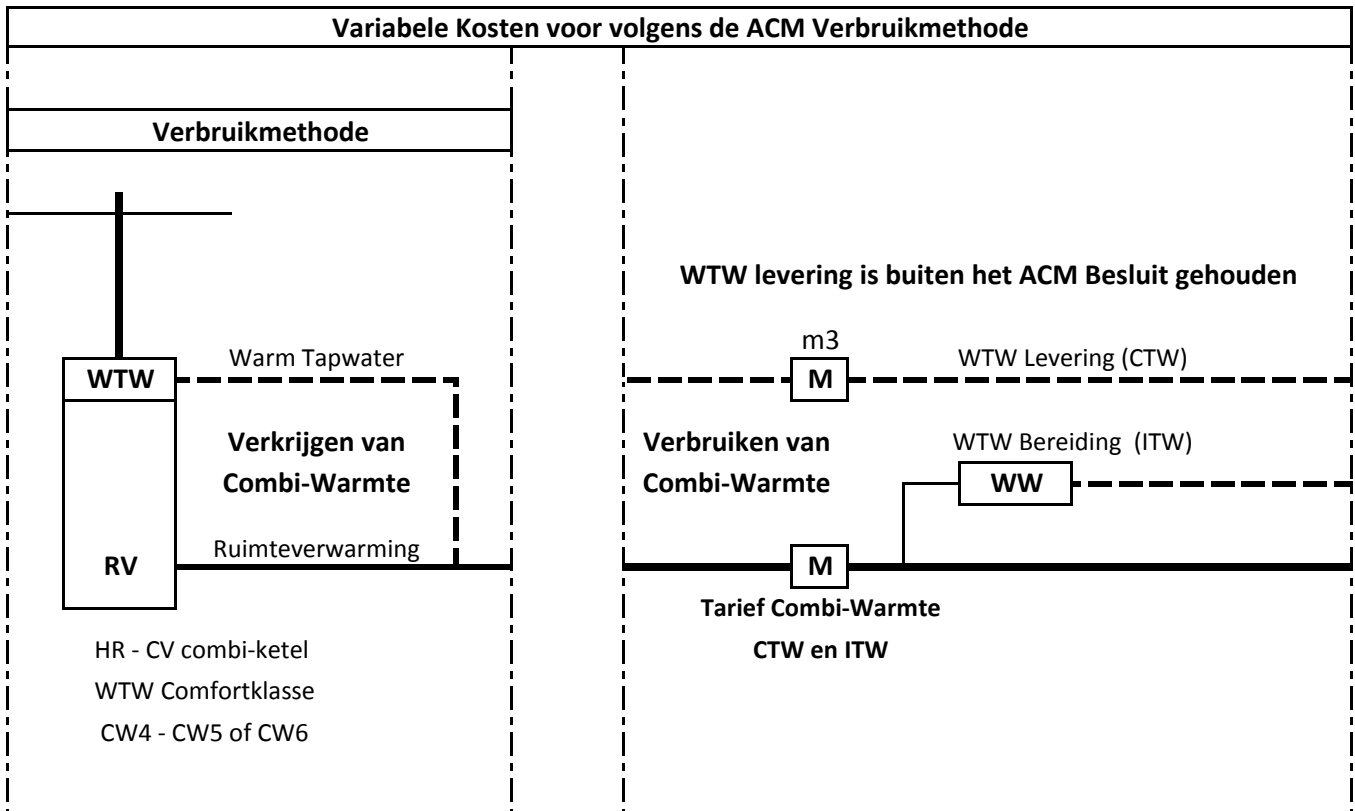 Variabele Kosten voor volgens de ACM Verbruikmethode
Verbruikmethode
WTW
Warm Tapwater
Verkrijgen van
Combi-Warmte
Ruimteverwarming
RV
HR - CV combi-ketel
WTW Comfortklasse
CW4 - CW5 of CW6
WTW levering is buiten het ACM Besluit gehouden
m3
M
WTW Levering (CTW)
Verbruiken van
Combi-Warmte
WTW Bereiding (ITW)
WW
M
Tarief Combi-Warmte
CTW en ITW